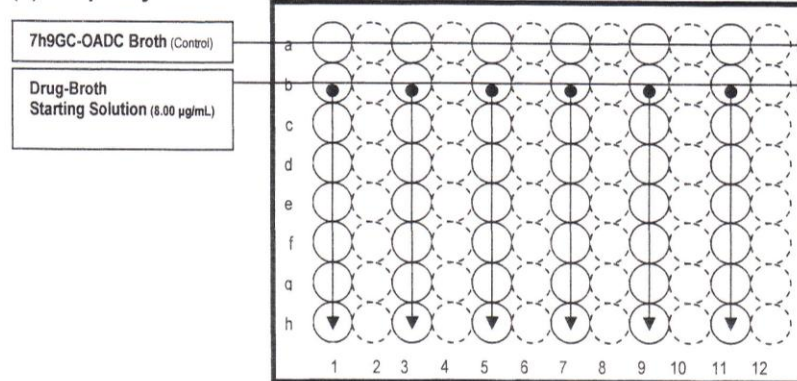 7h9GC-OADC Broth (Control)
Drug-Broth
Starting Solution (8.00 µg/mL)
a
b
c
d
e
f
g
h
1 2 3 4 5 6 7 8 9 10 11 12